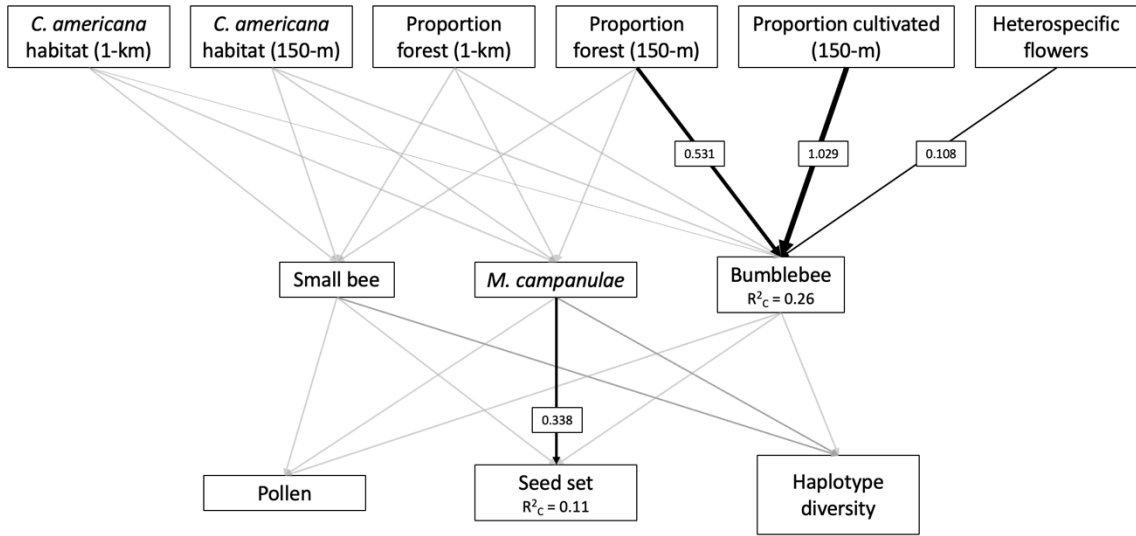 C. americana
habitat (1-km)
C. americana
habitat (150-m)
Proportion
forest (1-km)
Proportion
forest (150-m)
Proportion cultivated
(150-m)
Heterospecific
flowers
0.531
1.029
0.108
Small bee
M. campanulae
Bumblebee
R²c = 0.26
0.338
Pollen
Seed set
R²c = 0.11
Haplotype
diversity